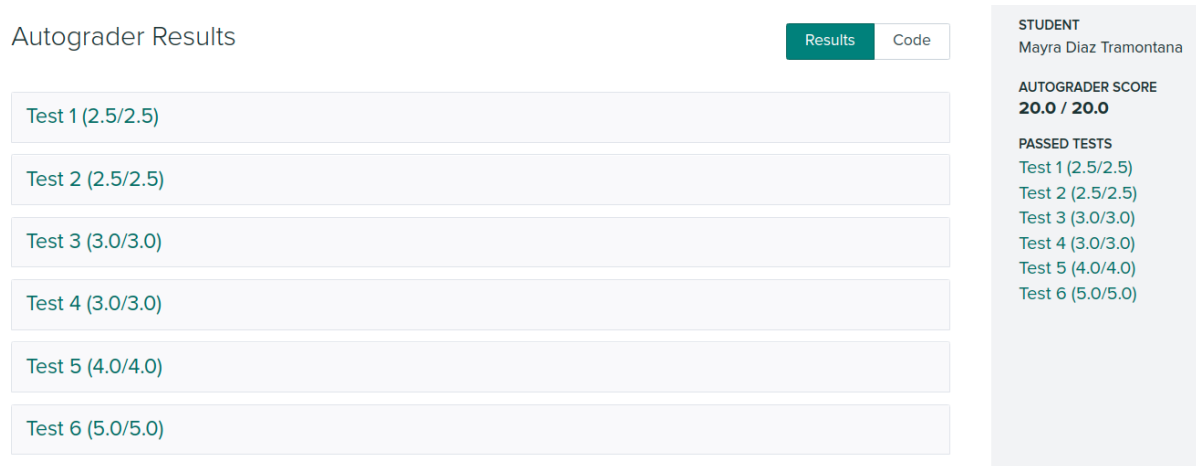 Autograder Results
Results
Code
Test 1 (2.5/2.5)
Test 2 (2.5/2.5)
Test 3 (3.0/3.0)
Test 4 (3.0/3.0)
Test 5 (4.0/4.0)
Test 6 (5.0/5.0)
STUDENT
Mayra Diaz Tramontana
AUTOGRADER SCORE
20.0 / 20.0
PASSED TESTS
Test 1 (2.5/2.5)
Test 2 (2.5/2.5)
Test 3 (3.0/3.0)
Test 4 (3.0/3.0)
Test 5 (4.0/4.0)
Test 6 (5.0/5.0)